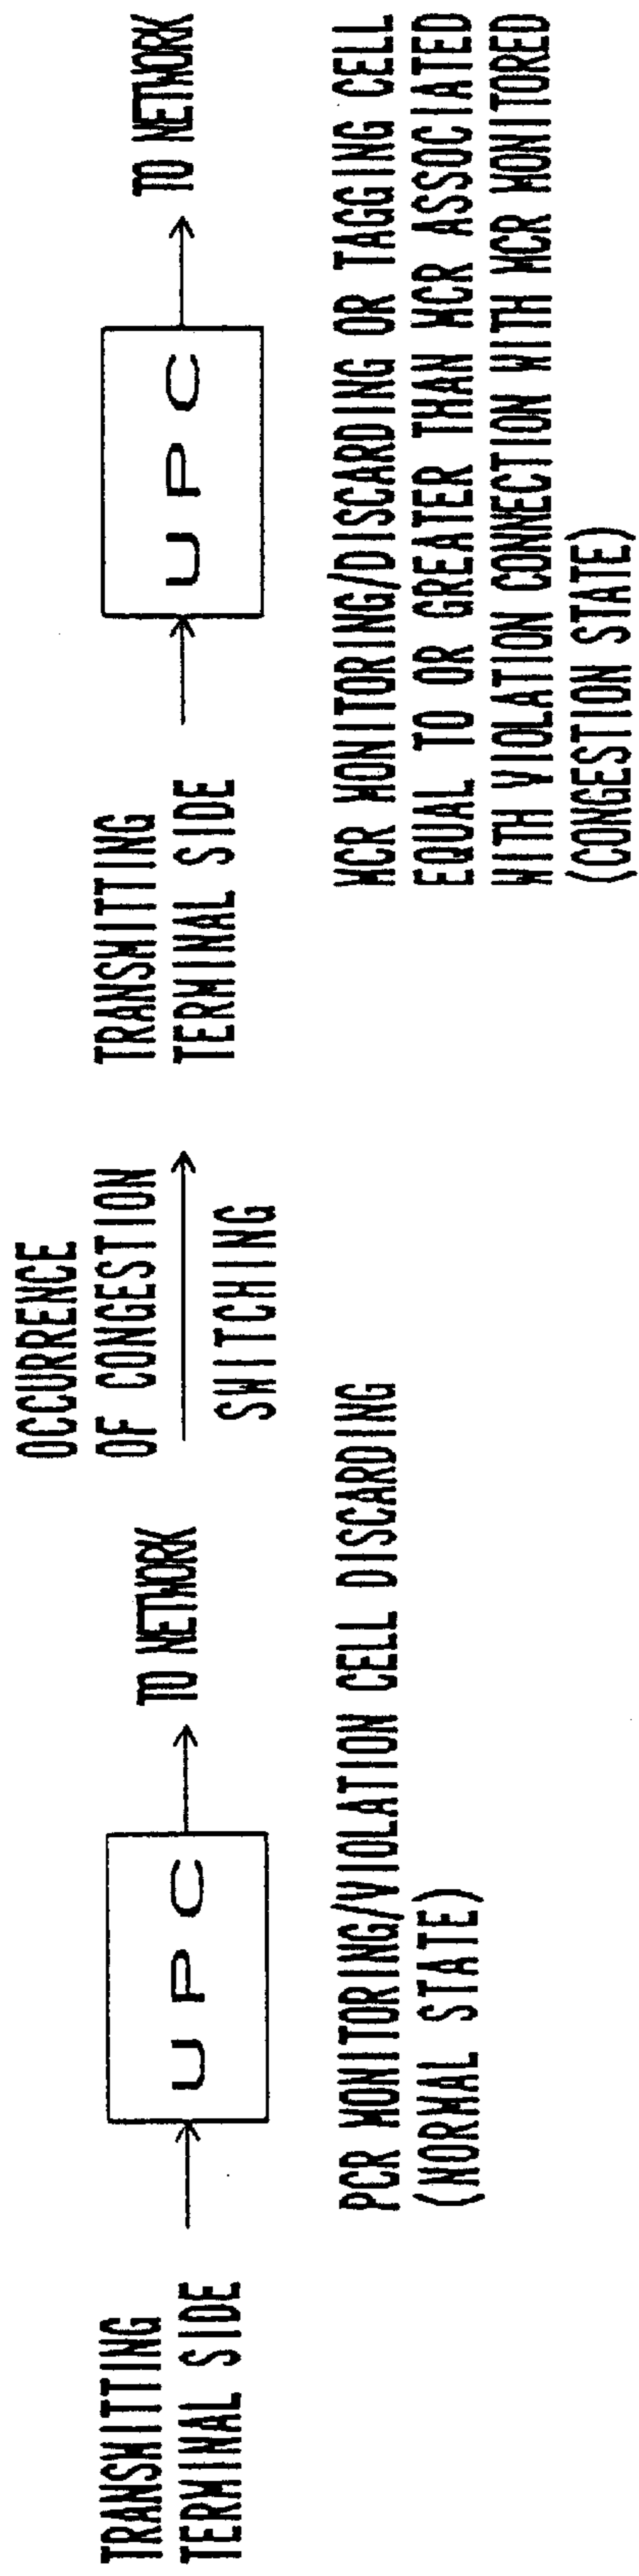 TRANSMITTING
TERMINAL SIDE
UPC
TO NETWORK
PCR MONITORING/VIOLATION CELL DISCARDING
(NORMAL STATE)
OCCURRENCE
OF CONGESTION
SWITCHING
TRANSMITTING
TERMINAL SIDE
UPC
TO NETWORK
MCR MONITORING/DISCARDING OR TAGGING CELL
EQUAL TO OR GREATER THAN MCR ASSOCIATED
WITH VIOLATION CONNECTION WITH MCR MONITORED
(CONGESTION STATE)